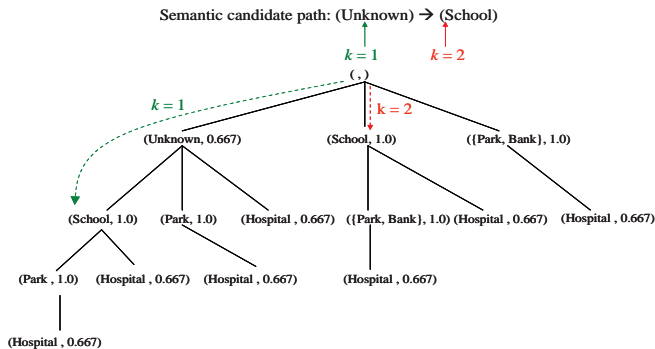 Semantic candidate path: (Unknown) → (School)
k = 1 k = 2
( , )
k = 1 k = 2
(Unknown, 0.667) (School, 1.0) ({Park, Bank}, 1.0)
(School, 1.0) (Park, 1.0) (Hospital , 0.667) ({Park, Bank}, 1.0) (Hospital , 0.667) (Hospital , 0.667)
(Park , 1.0) (Hospital , 0.667) (Hospital , 0.667) (Hospital , 0.667)
(Hospital , 0.667)